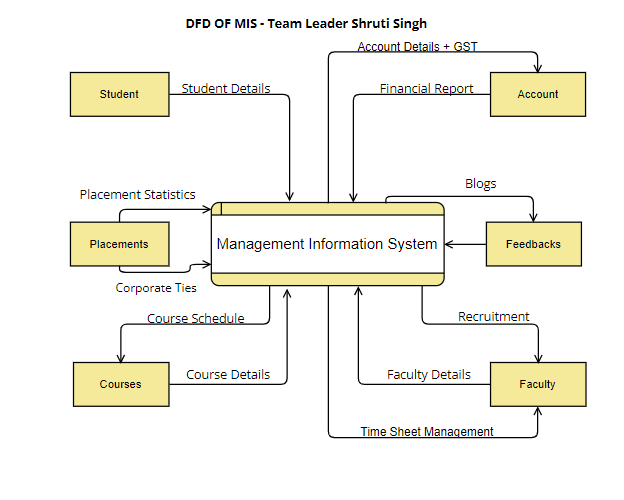 DFD OF MIS - Team Leader Shruti Singh
Account Details + GST
Student
Student Details
Financial Report
Account
Placement Statistics
Blogs
Placements
Management Information System
Feedbacks
Corporate Ties
Course Schedule
Recruitment
Courses
Course Details
Faculty Details
Faculty
Time Sheet Management